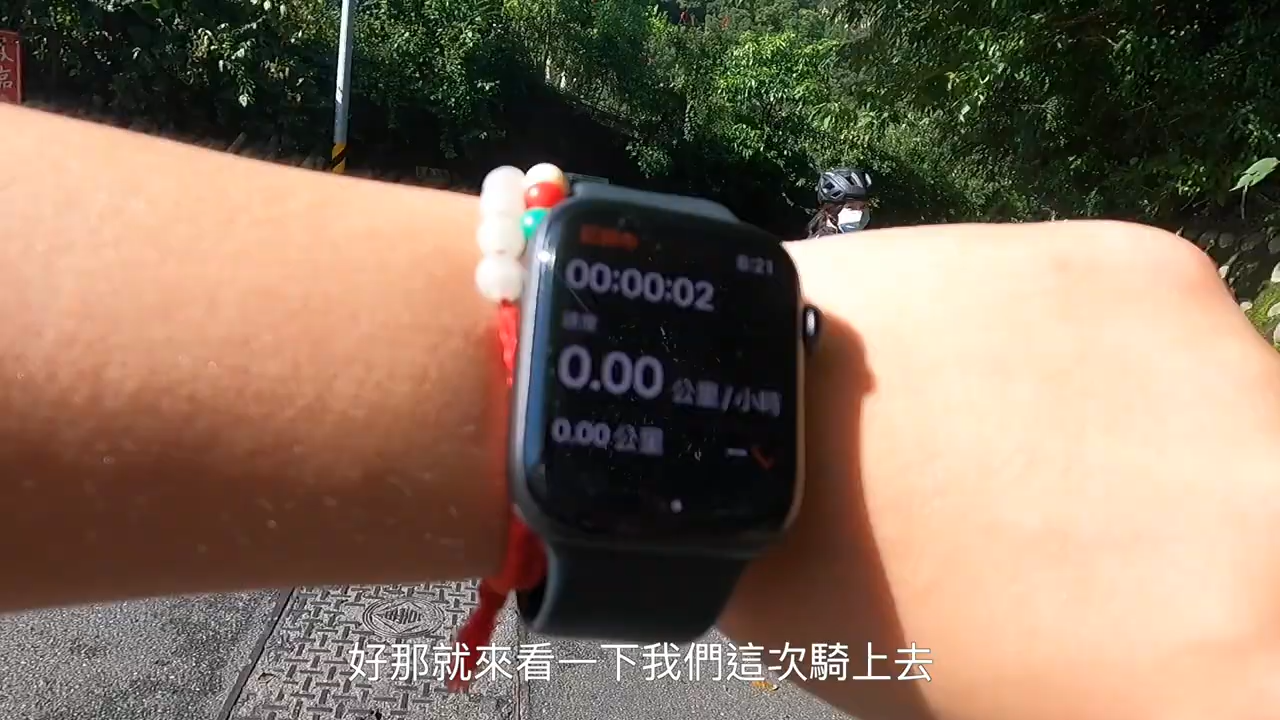 8:21
00:00:02
0.00 公里/小時
0.00 公里
好那就來看一下我們這次騎上去